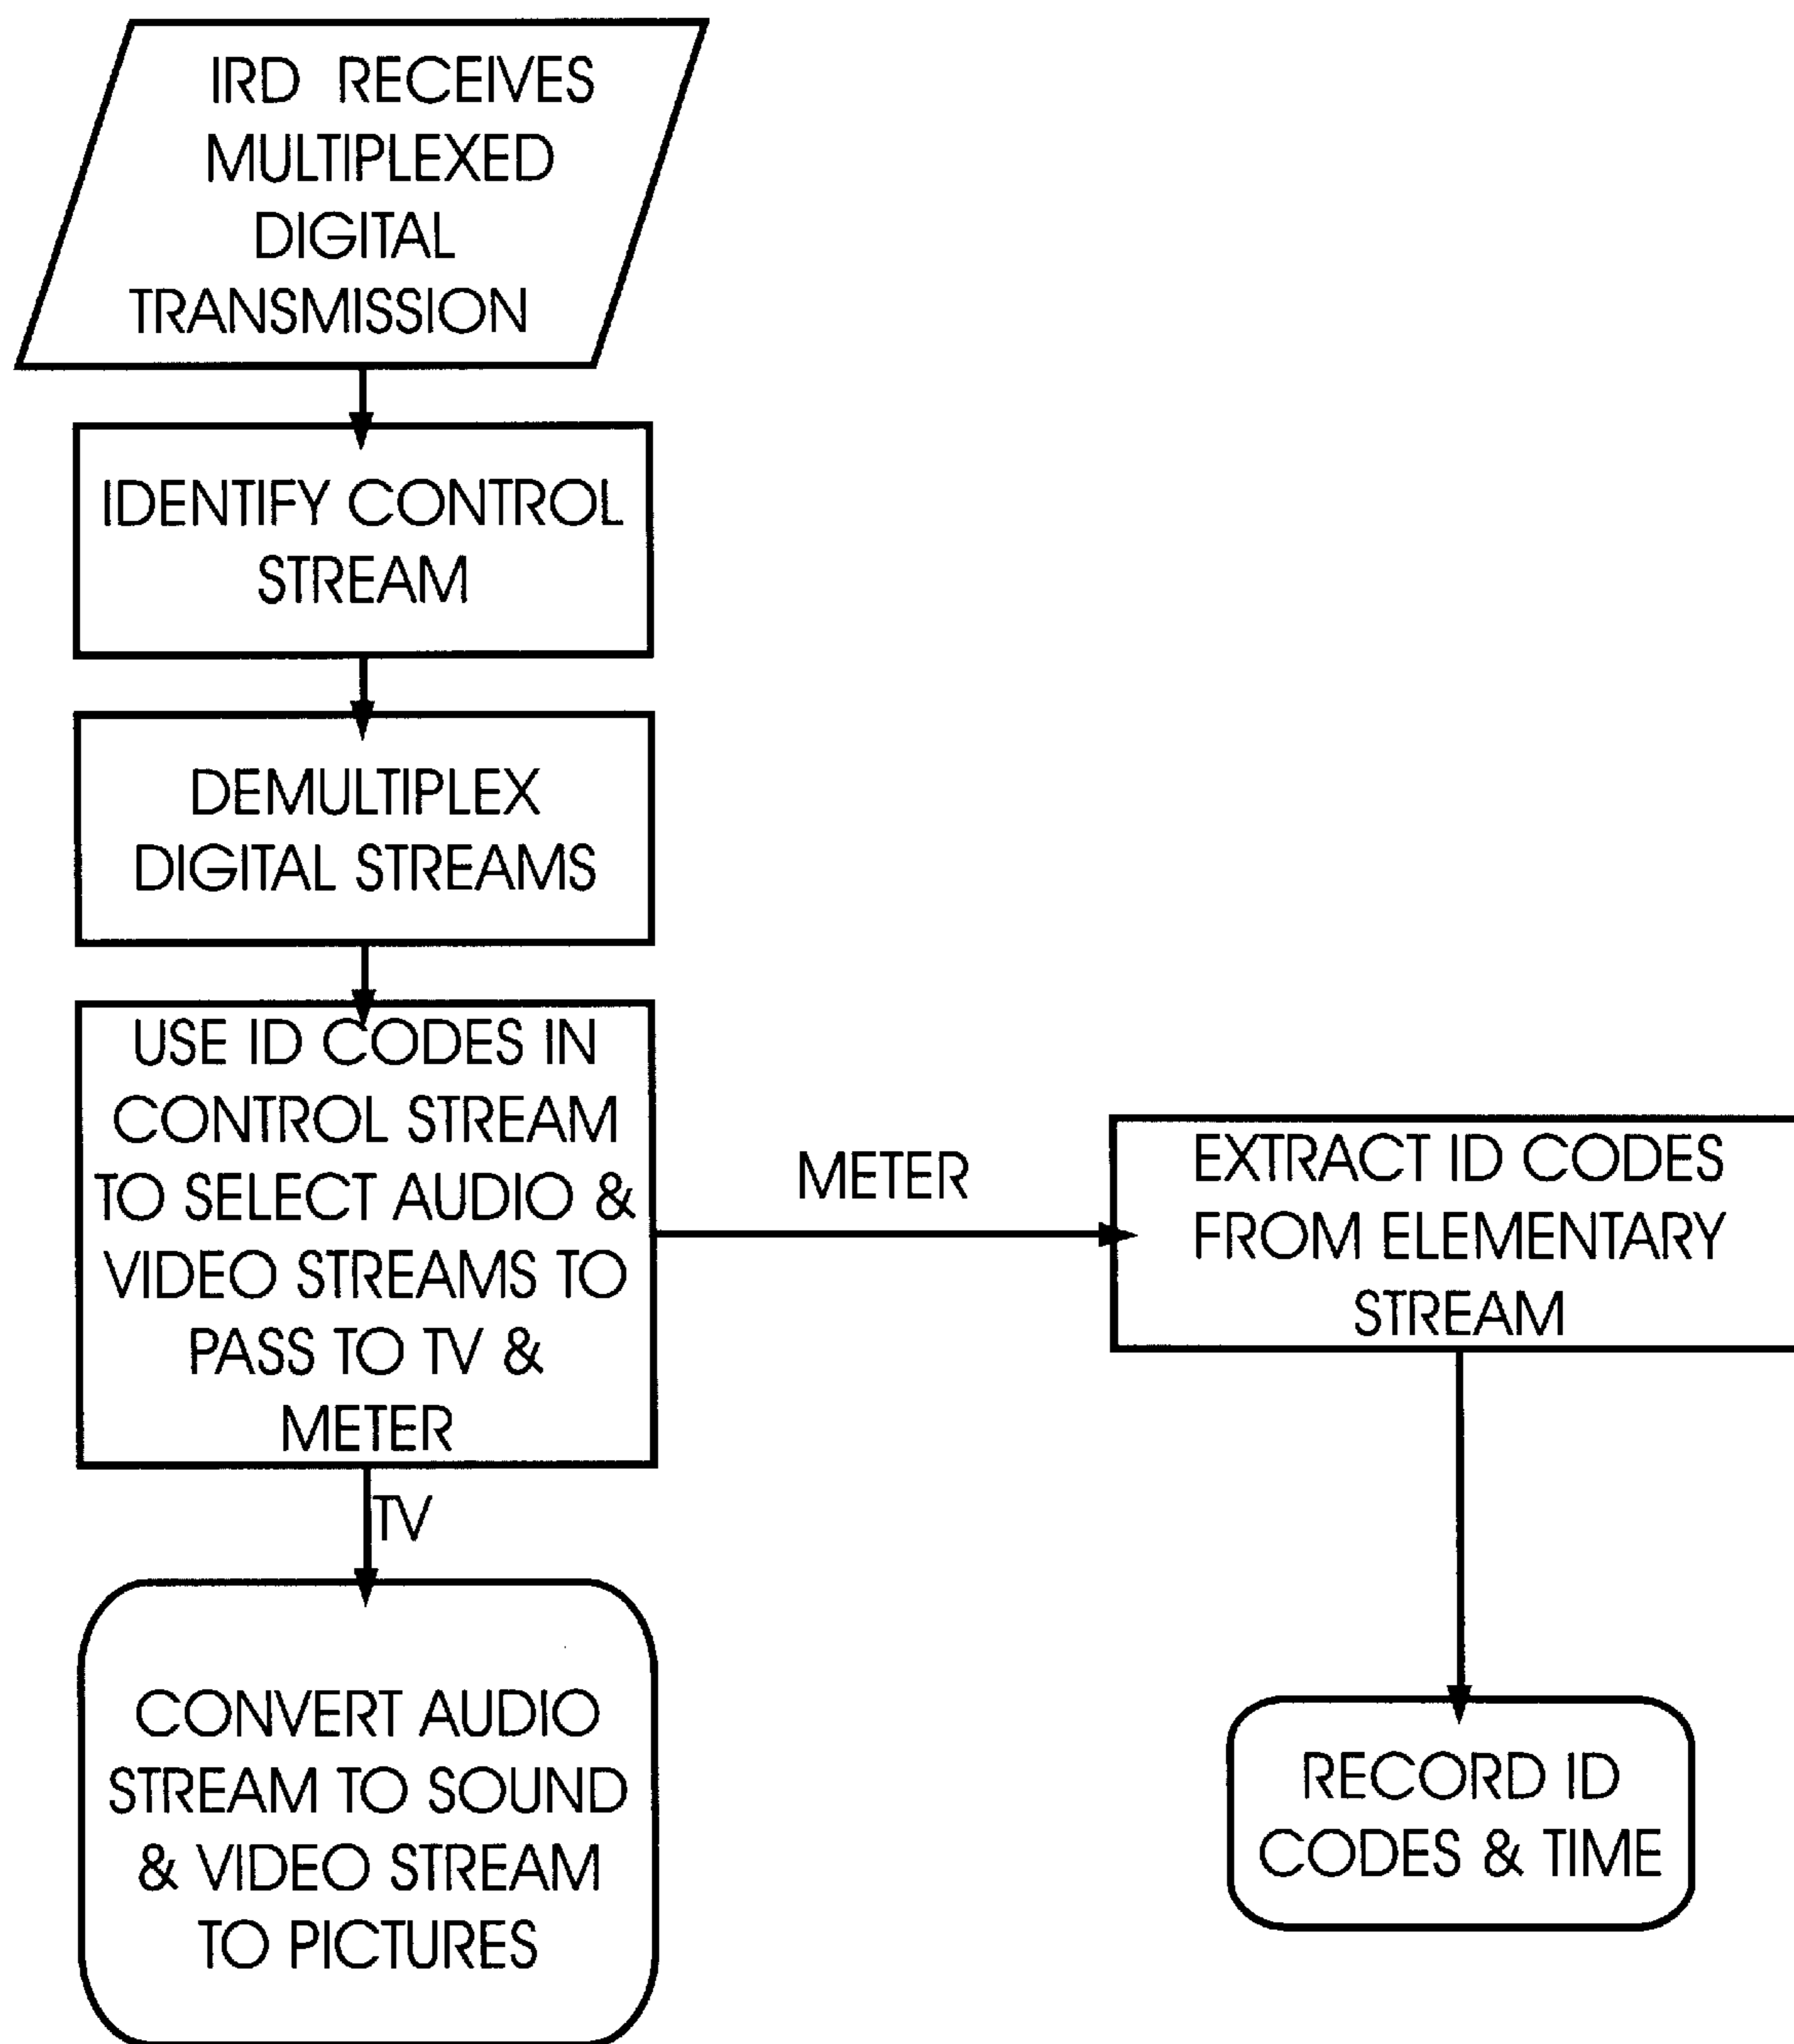 IRD RECEIVES
MULTIPLEXED
DIGITAL
TRANSMISSION
IDENTIFY CONTROL
STREAM
DEMULTIPLEX
DIGITAL STREAMS
USE ID CODES IN
CONTROL STREAM
TO SELECT AUDIO &
VIDEO STREAMS TO
PASS TO TV &
METER
METER
EXTRACT ID CODES
FROM ELEMENTARY
STREAM
TV
CONVERT AUDIO
STREAM TO SOUND
& VIDEO STREAM
TO PICTURES
RECORD ID
CODES & TIME